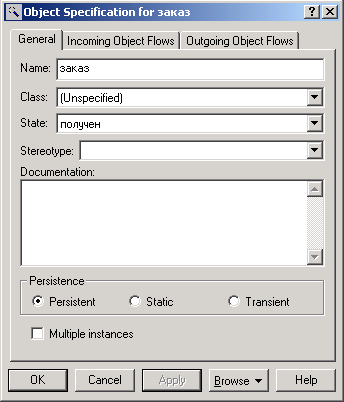 Object Specification for заказ
General Incoming Object Flows Outgoing Object Flows
Name: заказ
Class: (Unspecified)
State: получен
Stereotype:
Documentation:
Persistence
Persistent Static Transient
Multiple instances
OK Cancel Apply Browse Help